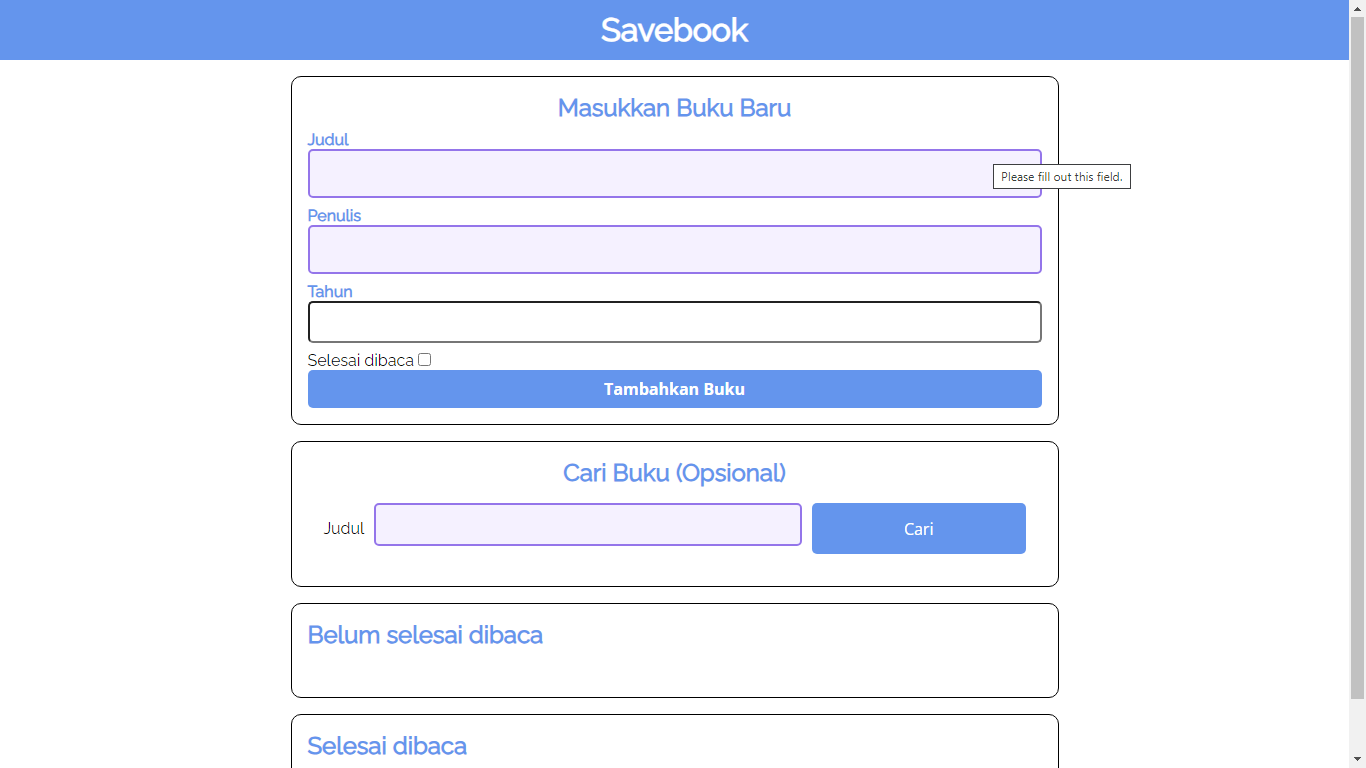 Savebook
Masukkan Buku Baru
Judul
Please fill out this field.
Penulis
Tahun
Selesai dibaca
Tambahkan Buku
Cari Buku (Opsional)
Judul
Cari
Belum selesai dibaca
Selesai dibaca